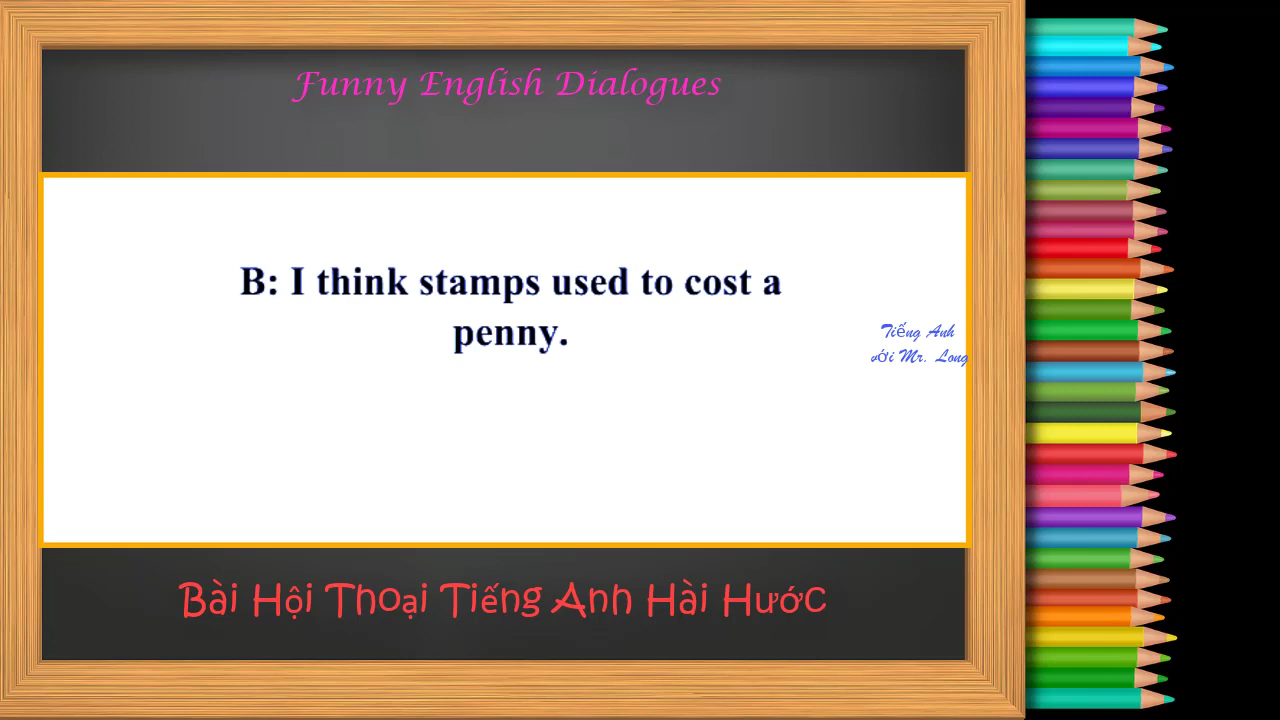 Funny English Dialogues
B: I think stamps used to cost a
penny.
Tiếng Anh
với Mr. Long
Bài Hội Thoại Tiếng Anh Hài Hước